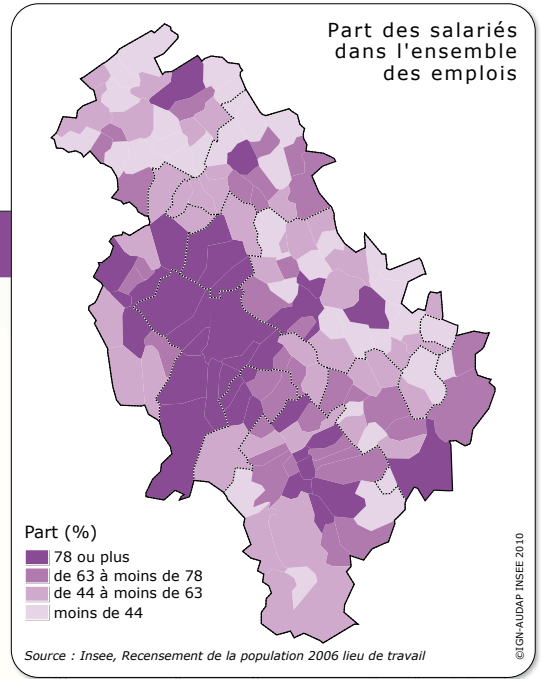 Part des salariés
dans l'ensemble
des emplois
Part (%)
78 ou plus
de 63 à moins de 78
de 44 à moins de 63
moins de 44
Source : Insee, Recensement de la population 2006 lieu de travail
©IGN-AUDAP INSEE 2010